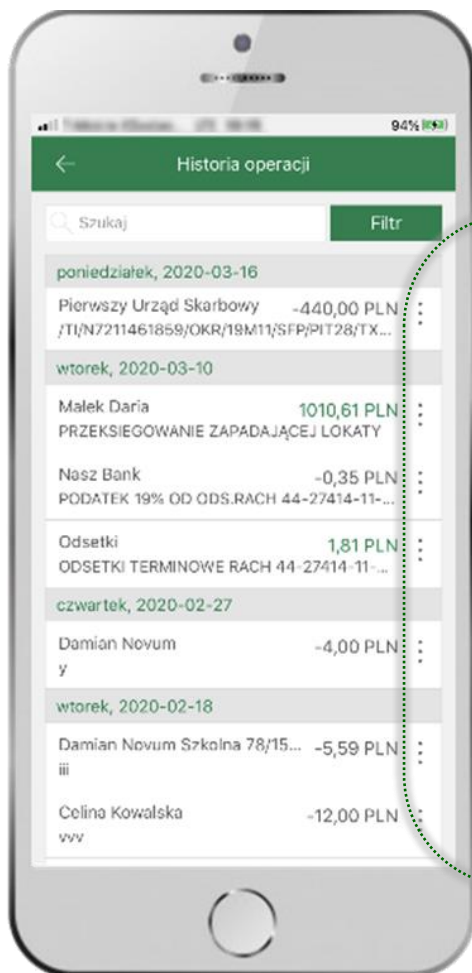 94%
Historia operacji
Szukaj
Filtr
poniedziałek, 2020-03-16
Pierwszy Urząd Skarbowy -440,00 PLN
/TI/N7211461859/OKR/19M11/SFP/PIT28/TX...
wtorek, 2020-03-10
Małek Daria 1010,61 PLN
PRZEKSIEGOWANIE ZAPADAJĄCEJ LOKATY
Nasz Bank -0,35 PLN
PODATEK 19% OD ODS.RACH 44-27414-11-...
Odsetki 1,81 PLN
ODSETKI TERMINOWE RACH 44-27414-11-...
czwartek, 2020-02-27
Damian Novum -4,00 PLN
y
wtorek, 2020-02-18
Damian Novum Szkolna 78/15... -5,59 PLN
iii
Celina Kowalska -12,00 PLN
vvv